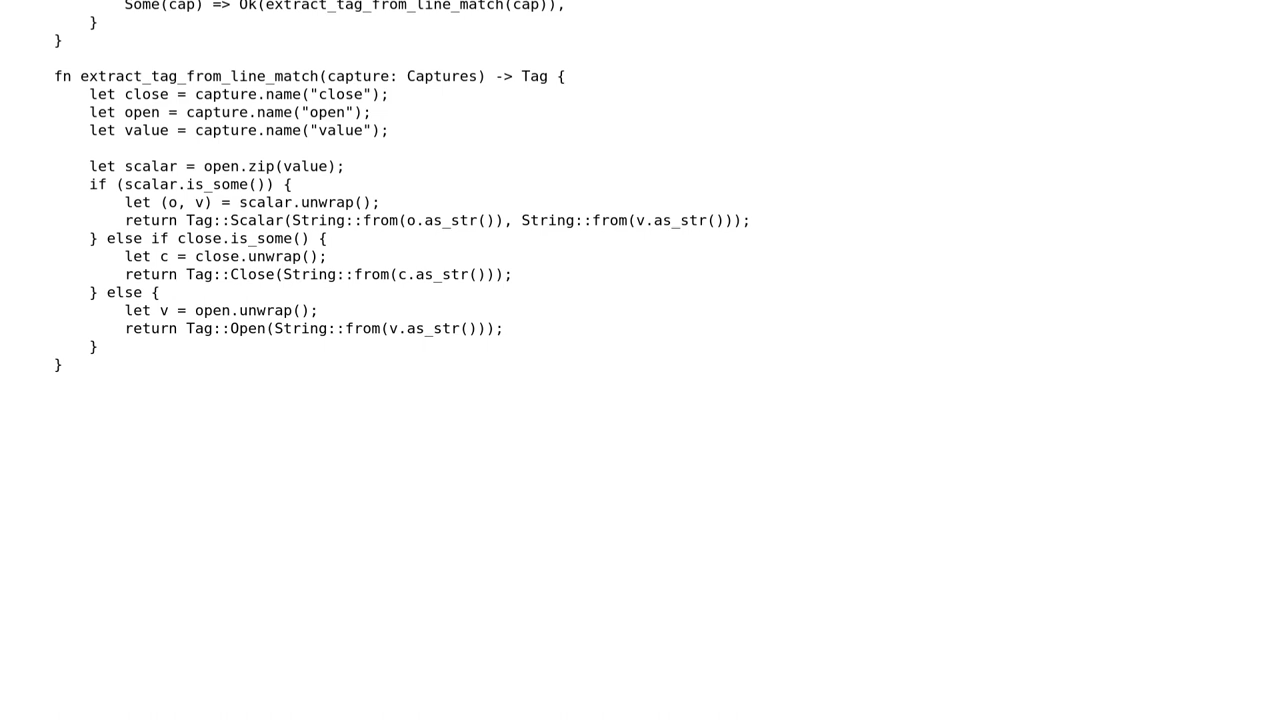 Some(cap) => Ok(extract_tag_from_line_match(cap)),
}
}
fn extract_tag_from_line_match(capture: Captures) -> Tag {
let close = capture.name("close");
let open = capture.name("open");
let value = capture.name("value");
let scalar = open.zip(value);
if (scalar.is_some()) {
let (o, v) = scalar.unwrap();
return Tag::Scalar(String::from(o.as_str()), String::from(v.as_str()));
} else if close.is_some() {
let c = close.unwrap();
return Tag::Close(String::from(c.as_str()));
} else {
let v = open.unwrap();
return Tag::Open(String::from(v.as_str()));
}
}